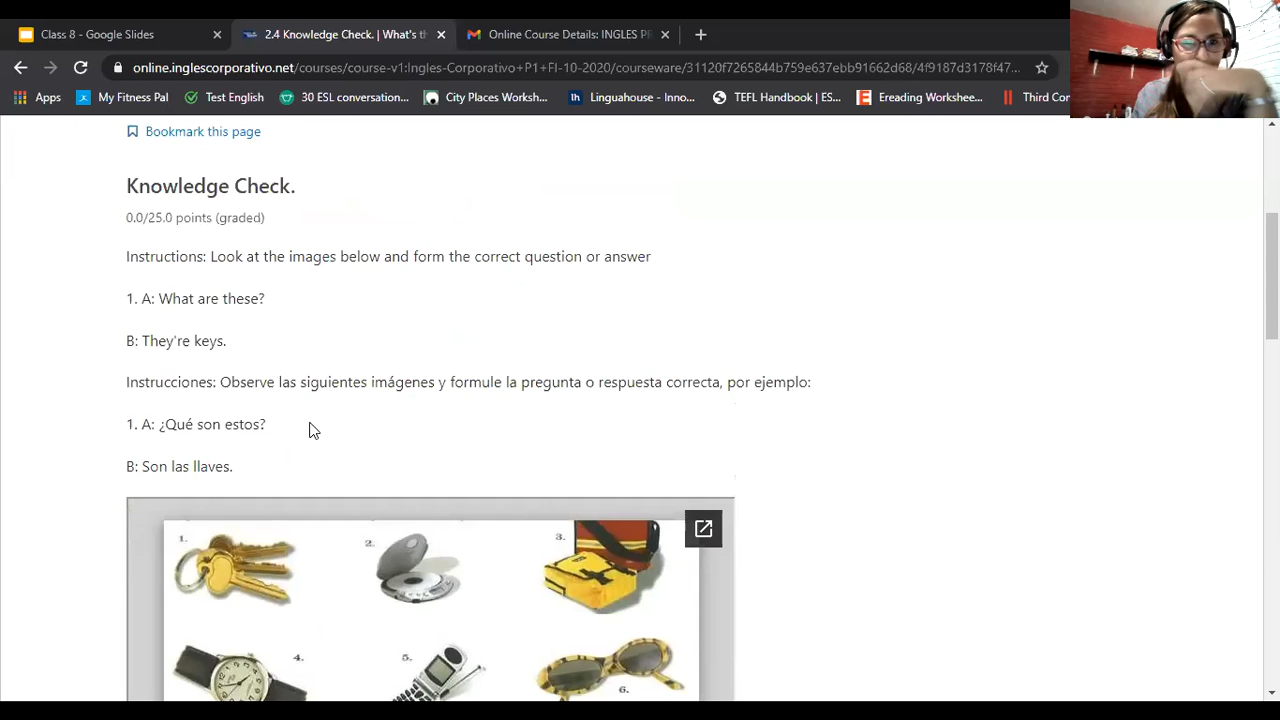 Class 8 - Google Slides
2.4 Knowledge Check. | What's th
Online Course Details: INGLES PR
online.inglescorporativo.net/courses/course-v1:Ingles-Corporativo+HTB-EI-01+2020/courseware/31120f7265844b759e637ebb91662d68/4f9187d3178f47...
Apps
My Fitness Pal
Test English
30 ESL conversation...
City Places Worksh...
Linguahouse - Inno...
TEFL Handbook | ES...
Ereading Workshee...
Third Con
Bookmark this page
Knowledge Check.
0.0/25.0 points (graded)
Instructions: Look at the images below and form the correct question or answer
1. A: What are these?
B: They're keys.
Instrucciones: Observe las siguientes imágenes y formule la pregunta o respuesta correcta, por ejemplo:
1. A: ¿Qué son estos?
B: Son las llaves.
1.
2.
3.
4.
5.
6.